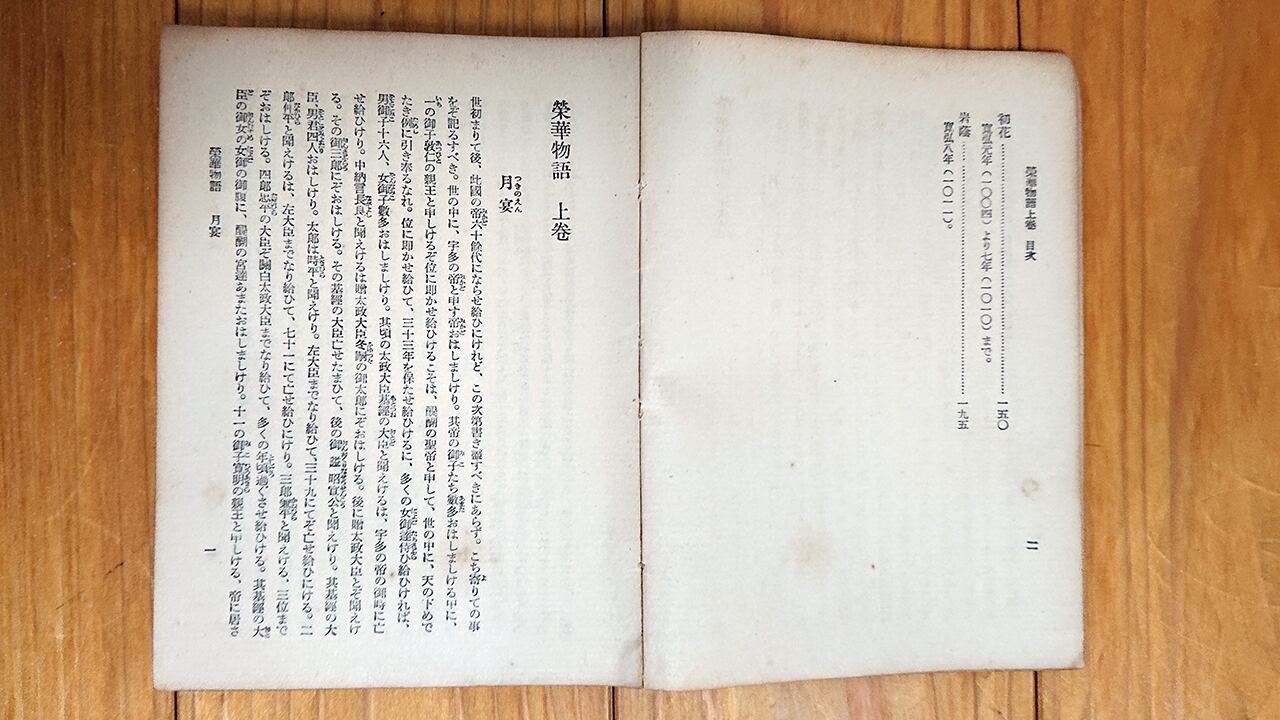 榮華物語上卷 目次
初花……………………一五〇
寬弘元年(一〇〇四)より七年(一〇一〇)まで。
岩蔭……………………一九五
寬弘八年(一〇一一)。
二
榮華物語 上卷
月宴
つきのえん
世初まりて後、此國の帝六十餘代にならせ給ひにけれど、この次第書き盡すべきにあらず。こち寄りての事
をぞ記るすべき。世の中に、宇多の帝と申す帝おはしましけり。其帝の御子たち數多おはしましける中に、
一の御子敦仁の親王と申しけるぞ位に即かせ給ひけるこそは、醍醐の聖帝と申して、世の中に、天の下めで
たき例に引き奉るなれ。位に即かせ給ひて、三十三年を保たせ給ひけるに、多くの女御達侍ひ給ひければ、
男御子十六人、女御子數多おはしましけり。其頃の太政大臣基經の大臣と聞えけるは、宇多の帝の御時に亡
せ給ひけり。中納言長良と聞えけるは贈太政大臣冬嗣の御太郎にぞおはしける。後に贈太政大臣とぞ聞えけ
る。その御三郎にぞおはしける。その基經の大臣亡せたまひて、後の御諡昭宣公と聞えけり。其基經の大
臣、男君四人おはしけり。太郎は時平と聞えけり。左大臣までなり給ひて、三十九にてぞ亡せ給ひにける。二
郎仲平と聞えけるは、左大臣までなり給ひて、七十一にて亡せ給ひにけり。三郎兼平と聞えける、三位まで
ぞおはしける。四郎忠平の大臣ぞ關白太政大臣までなり給ひて、多くの年頃過ぐさせ給ひける。其基經の大
臣の御女の女御の御腹に、醍醐の宮達あまたおはしましけり。十一の御子寬明の親王と申しける、帝に居さ
榮華物語 月宴
一